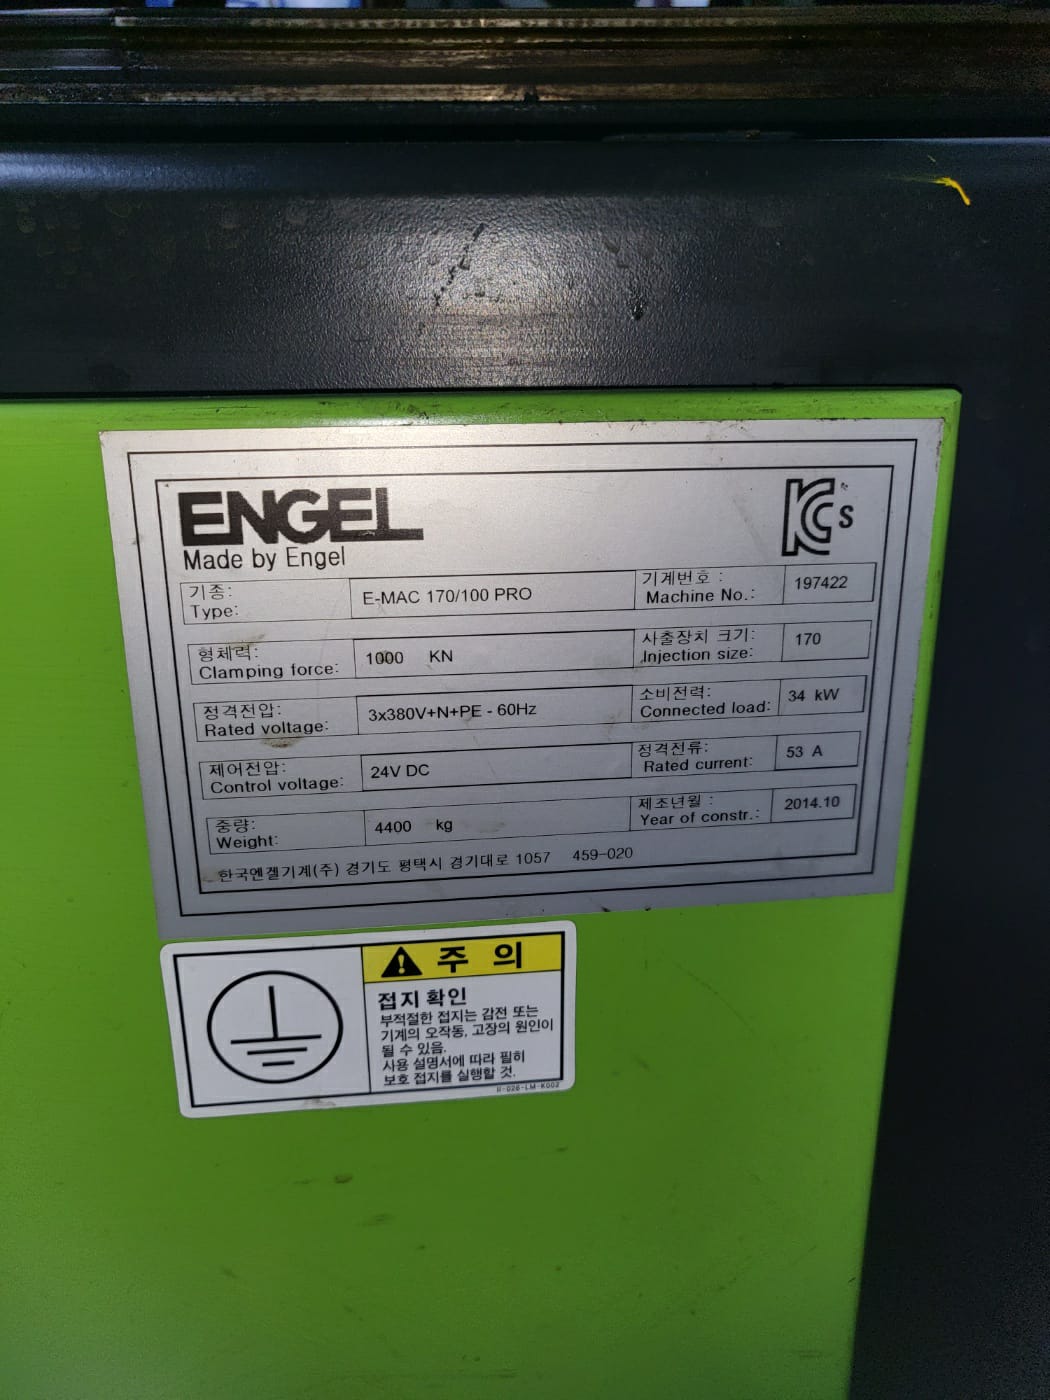 ENGEL
Made by Engel
KCs
기종:
Type:
E-MAC 170/100 PRO
기계번호 :
Machine No.:
197422
형체력:
Clamping force:
1000 KN
사출장치 크기:
Injection size:
170
정격전압:
Rated voltage:
3x380V+N+PE - 60Hz
소비전력:
Connected load:
34 kW
제어전압:
Control voltage:
24V DC
정격전류:
Rated current:
53 A
중량:
Weight:
4400 kg
제조년월 :
Year of constr.:
2014.10
한국엔겔기계(주) 경기도 평택시 경기대로 1057 459-020
주 의
접지 확인
부적절한 접지는 감전 또는
기계의 오작동, 고장의 원인이
될 수 있음.
사용 설명서에 따라 필히
보호 접지를 실행할 것.